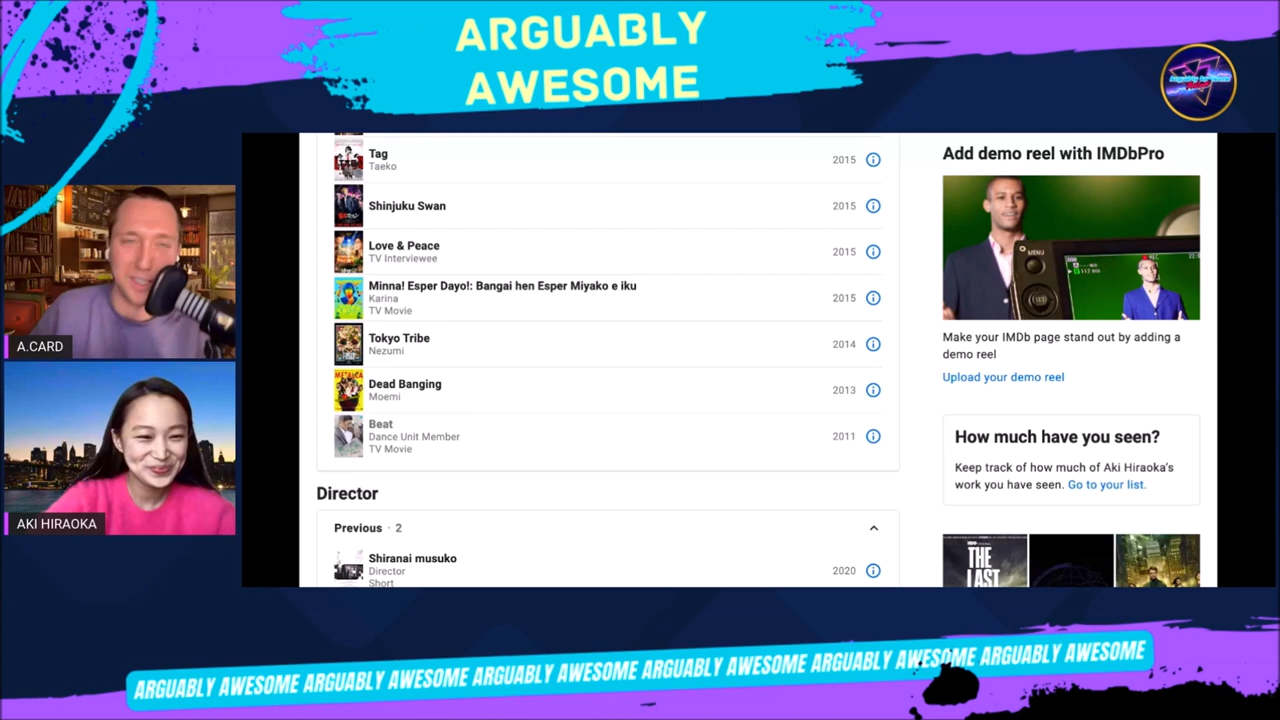 ARGUABLY
AWESOME
Tag
Taeko
2015
Shinjuku Swan
2015
Love & Peace
TV Interviewee
2015
Minna! Esper Dayo!: Bangai hen Esper Miyako e iku
Karina
TV Movie
2015
Tokyo Tribe
Nezumi
2014
Dead Banging
Moemi
2013
Beat
Dance Unit Member
TV Movie
2011
Director
Previous · 2
Shiranai musuko
Director
Short
2020
Add demo reel with IMDbPro
MENU
Make your IMDb page stand out by adding a
demo reel
Upload your demo reel
How much have you seen?
Keep track of how much of Aki Hiraoka's
work you have seen. Go to your list.
THE
LAST
A.CARD
AKI HIRAOKA
ARGUABLY AWESOME ARGUABLY AWESOME ARGUABLY AWESOME ARGUABLY AWESOME ARGUABLY AWESOME ARGUABLY AWESOME